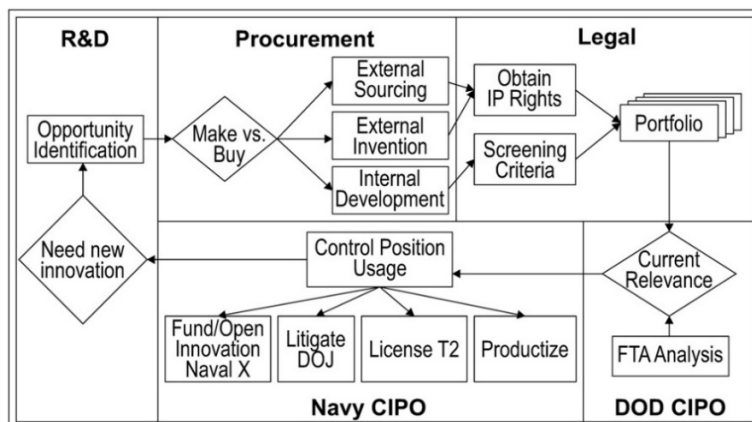 R&D
Procurement
Legal
Opportunity
Identification
Make vs.
Buy
External
Sourcing
External
Invention
Internal
Development
Obtain
IP Rights
Screening
Criteria
Portfolio
Need new
innovation
Control Position
Usage
Current
Relevance
Fund/Open
Innovation
Naval X
Litigate
DOJ
License T2
Productize
FTA Analysis
Navy CIPO
DOD CIPO